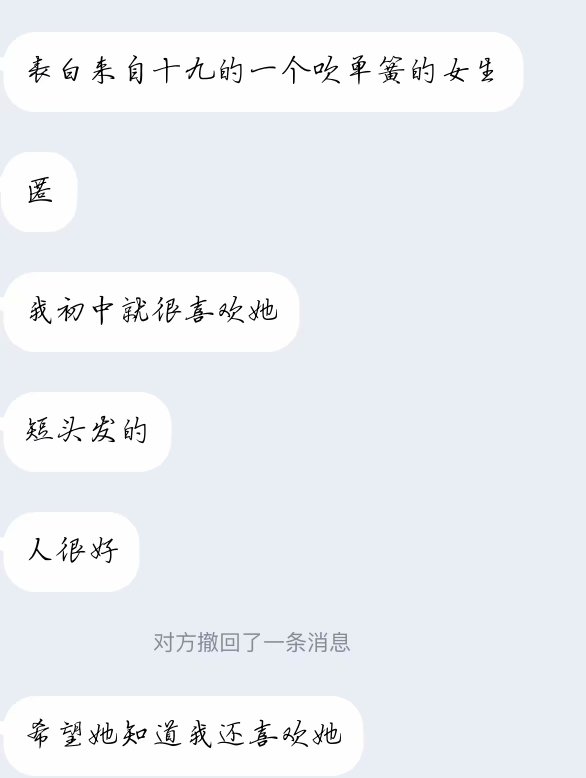 表白来自十九的一个吹单簧的女生
匿
我初中就很喜欢她
短头发的
人很好
对方撤回了一条消息
希望她知道我还喜欢她